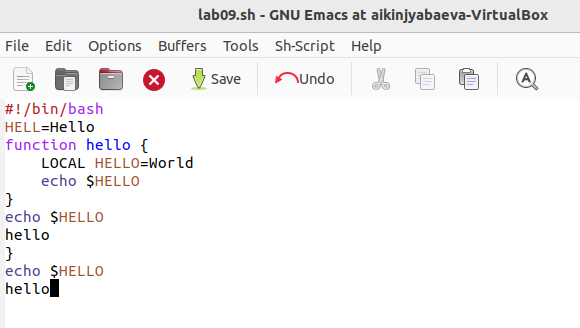 lab09.sh - GNU Emacs at aikinjyabaeva-VirtualBox
File Edit Options Buffers Tools Sh-Script Help
Save Undo
#!/bin/bash
HELL=Hello
function hello {
    LOCAL HELLO=World
    echo $HELLO
}
echo $HELLO
hello
}
echo $HELLO
hello